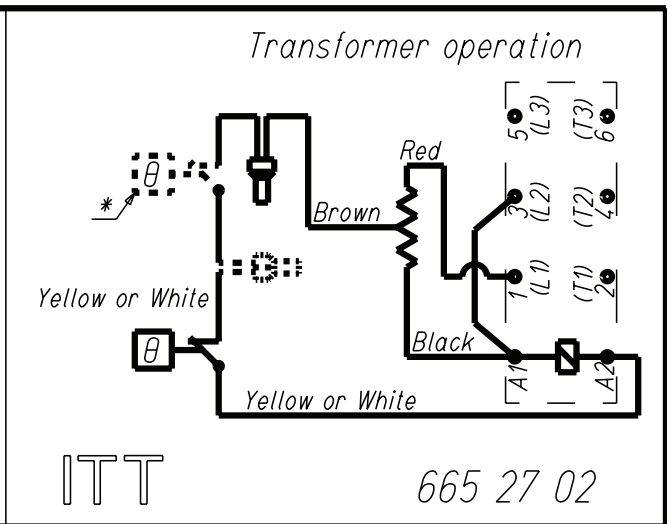 Transformer operation
5 (L3) (T3) 6
Red
θ
*
3 (L2) (T2) 4
Brown
1 (L1) (T1) 2
Yellow or White
Black
θ
A1 A2
Yellow or White
ITT 665 27 02